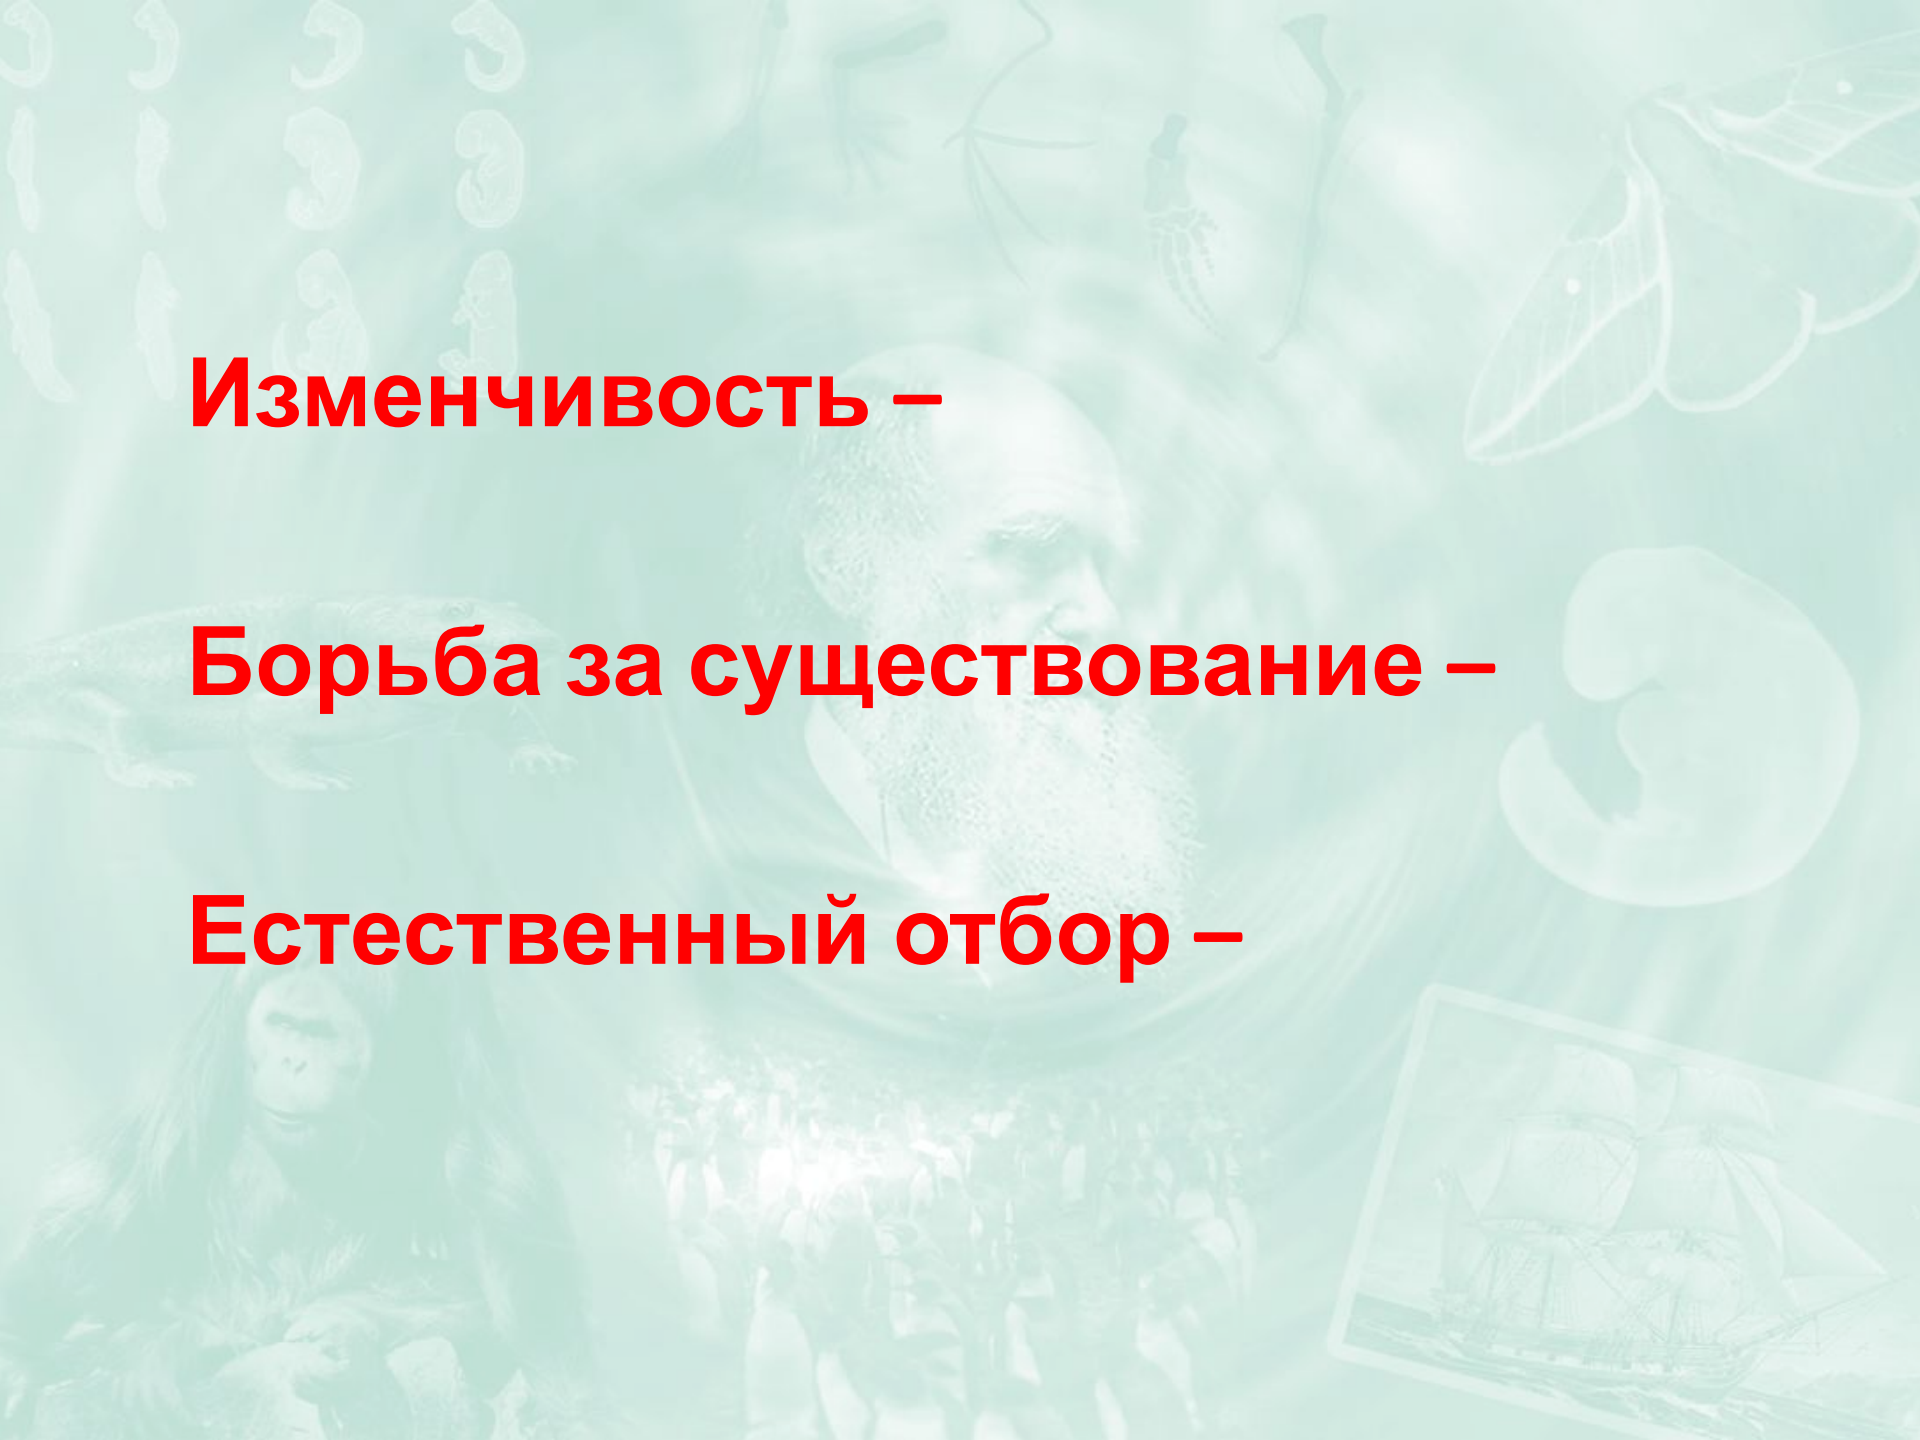 Изменчивость –
Борьба за существование –
Естественный отбор –